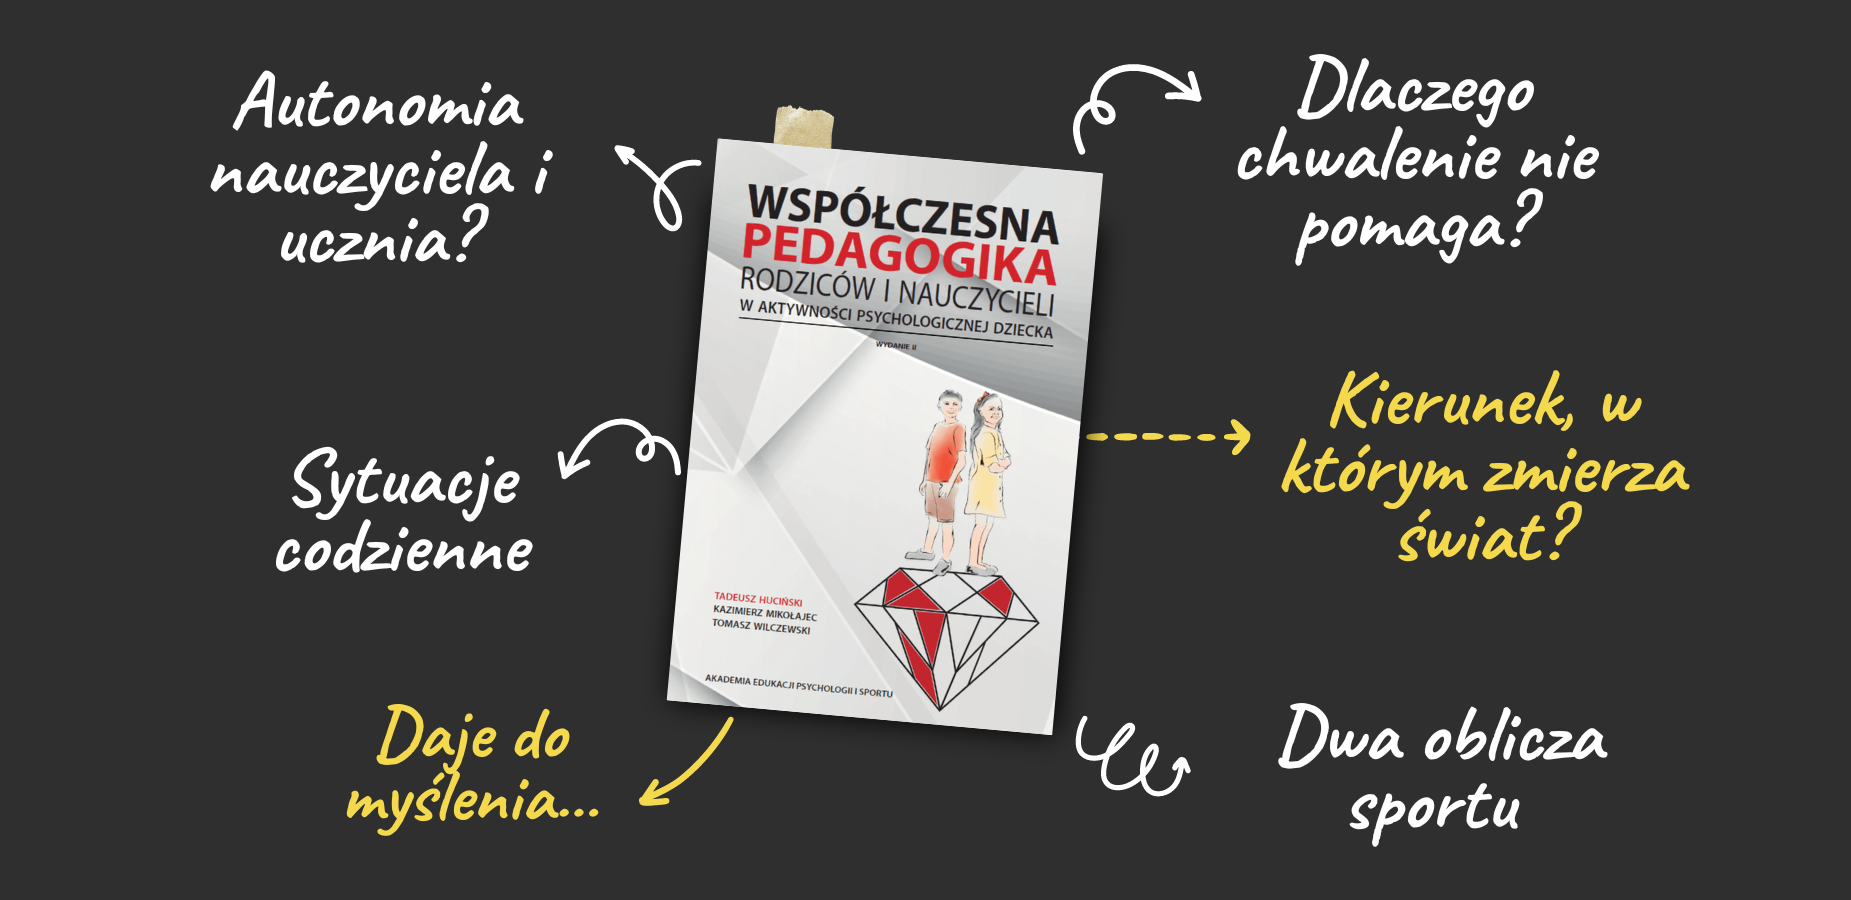 Autonomia
nauczyciela i
ucznia?
Sytuacje
codzienne
Daje do
myślenia...
WSPÓŁCZESNA
PEDAGOGIKA
RODZICÓW I NAUCZYCIELI
W AKTYWNOŚCI PSYCHOLOGICZNEJ DZIECKA
WYDANIE II
TADEUSZ HUCIŃSKI
KAZIMIERZ MIKOŁAJEC
TOMASZ WILCZEWSKI
AKADEMIA EDUKACJI PSYCHOLOGII I SPORTU
Dlaczego
chwalenie nie
pomaga?
Kierunek, w
którym zmierza
świat?
Dwa oblicza
sportu